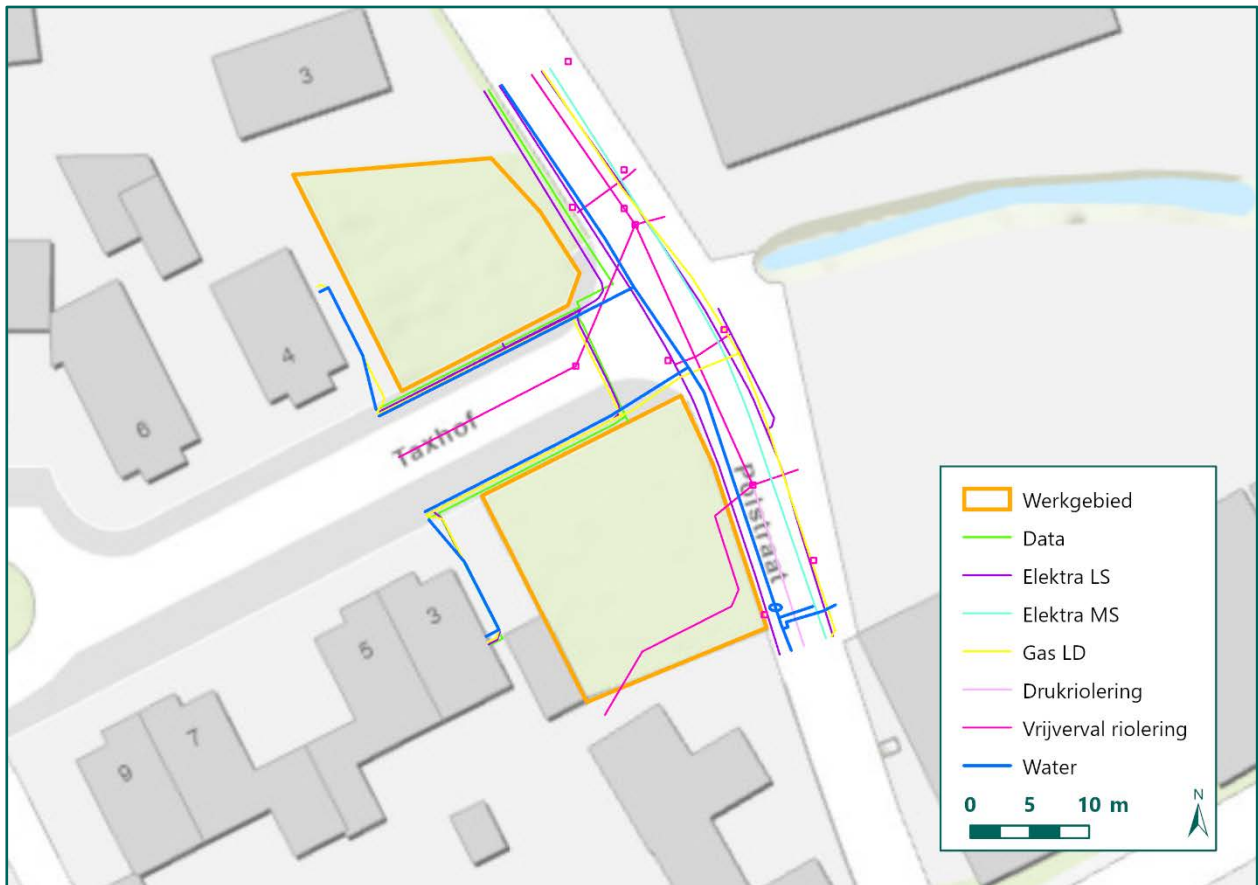 3
4
6
Taxhof
Polstraat
3
5
7
9
Werkgebied
Data
Elektra LS
Elektra MS
Gas LD
Drukriolering
Vrijverval riolering
Water
0 5 10 m
N